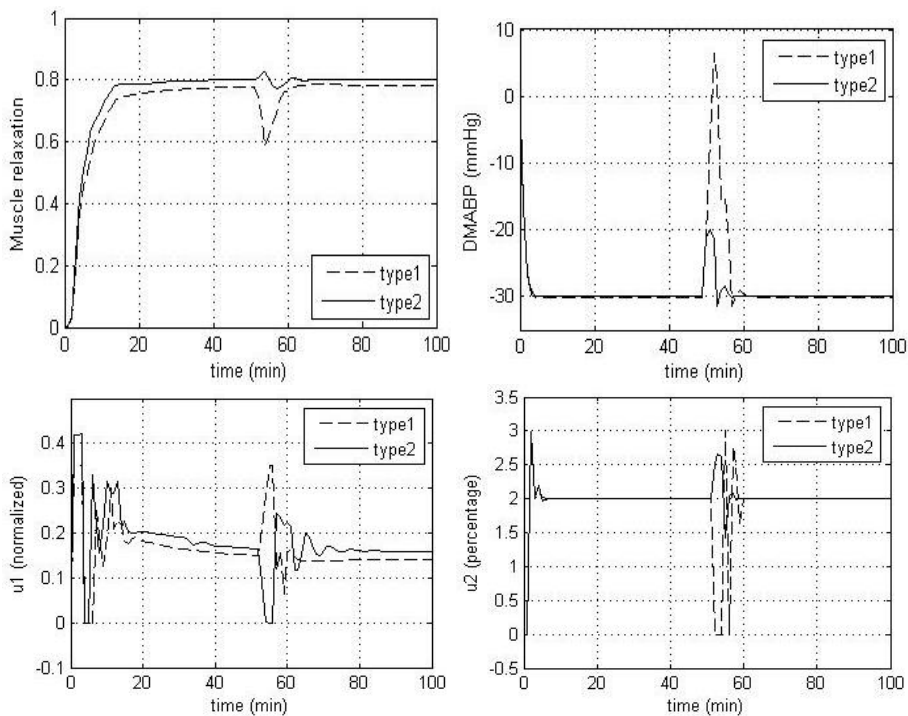 Muscle relaxation
1
0.8
0.6
0.4
0.2
0
0 20 40 60 80 100
time (min)
type1
type2
DMABP (mmHg)
10
0
-10
-20
-30
0 20 40 60 80 100
time (min)
type1
type2
u1 (normalized)
0.4
0.3
0.2
0.1
0
-0.1
0 20 40 60 80 100
time (min)
type1
type2
u2 (percentage)
3.5
3
2.5
2
1.5
1
0.5
0
-0.5
0 20 40 60 80 100
time (min)
type1
type2